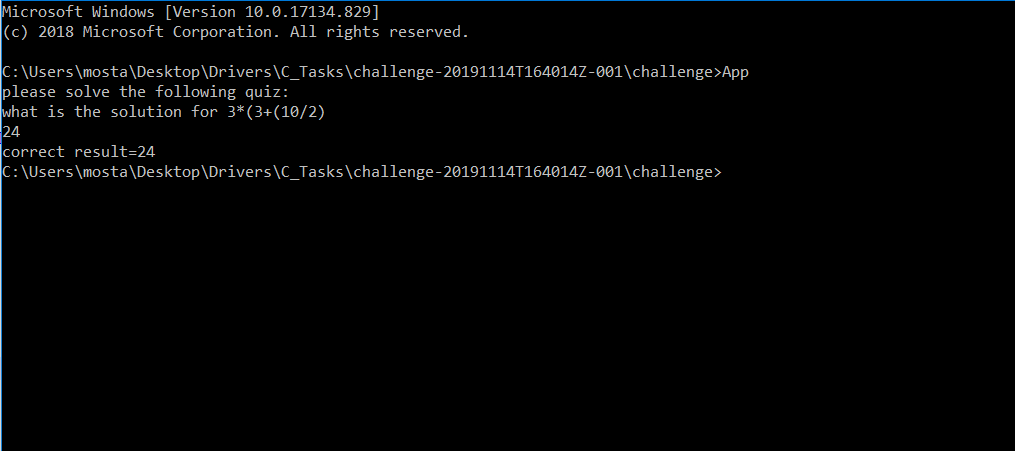 Microsoft Windows [Version 10.0.17134.829]
(c) 2018 Microsoft Corporation. All rights reserved.
C:\Users\mosta\Desktop\Drivers\C_Tasks\challenge-20191114T164014Z-001\challenge>App
please solve the following quiz:
what is the solution for 3*(3+(10/2)
24
correct result=24
C:\Users\mosta\Desktop\Drivers\C_Tasks\challenge-20191114T164014Z-001\challenge>